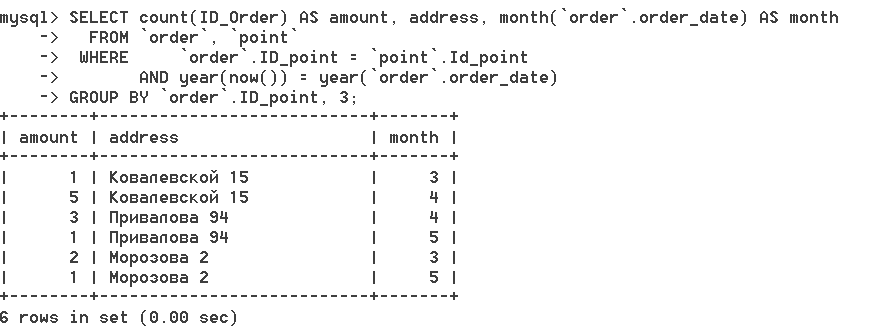 mysql> SELECT count(ID_Order) AS amount, address, month(`order`.order_date) AS month
    ->   FROM `order`, `point`
    ->  WHERE     `order`.ID_point = `point`.Id_point
    ->        AND year(now()) = year(`order`.order_date)
    -> GROUP BY `order`.ID_point, 3;
+--------+---------------------------+-------+
| amount | address                   | month |
+--------+---------------------------+-------+
|      1 | Ковалевской 15            |     3 |
|      5 | Ковалевской 15            |     4 |
|      3 | Привалова 94              |     4 |
|      1 | Привалова 94              |     5 |
|      2 | Морозова 2                |     3 |
|      1 | Морозова 2                |     5 |
+--------+---------------------------+-------+
6 rows in set (0.00 sec)